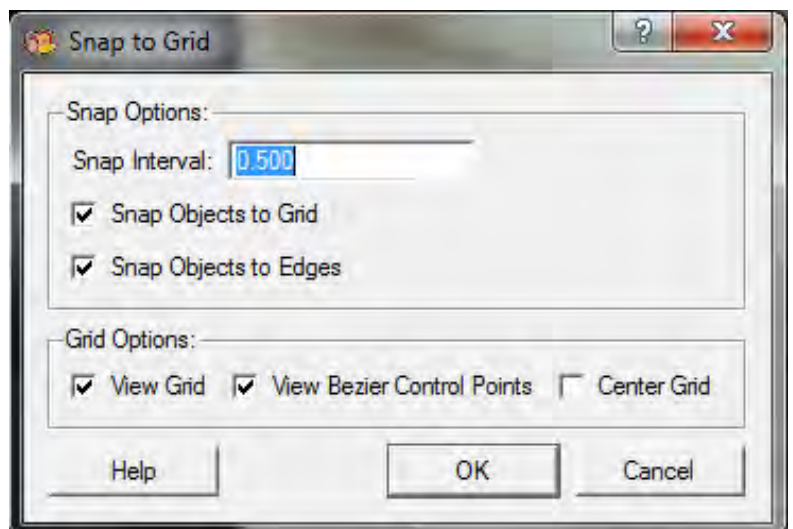 Snap to Grid
?
X
Snap Options:
Snap Interval: 0.500
Snap Objects to Grid
Snap Objects to Edges
Grid Options:
View Grid View Bezier Control Points Center Grid
Help OK Cancel